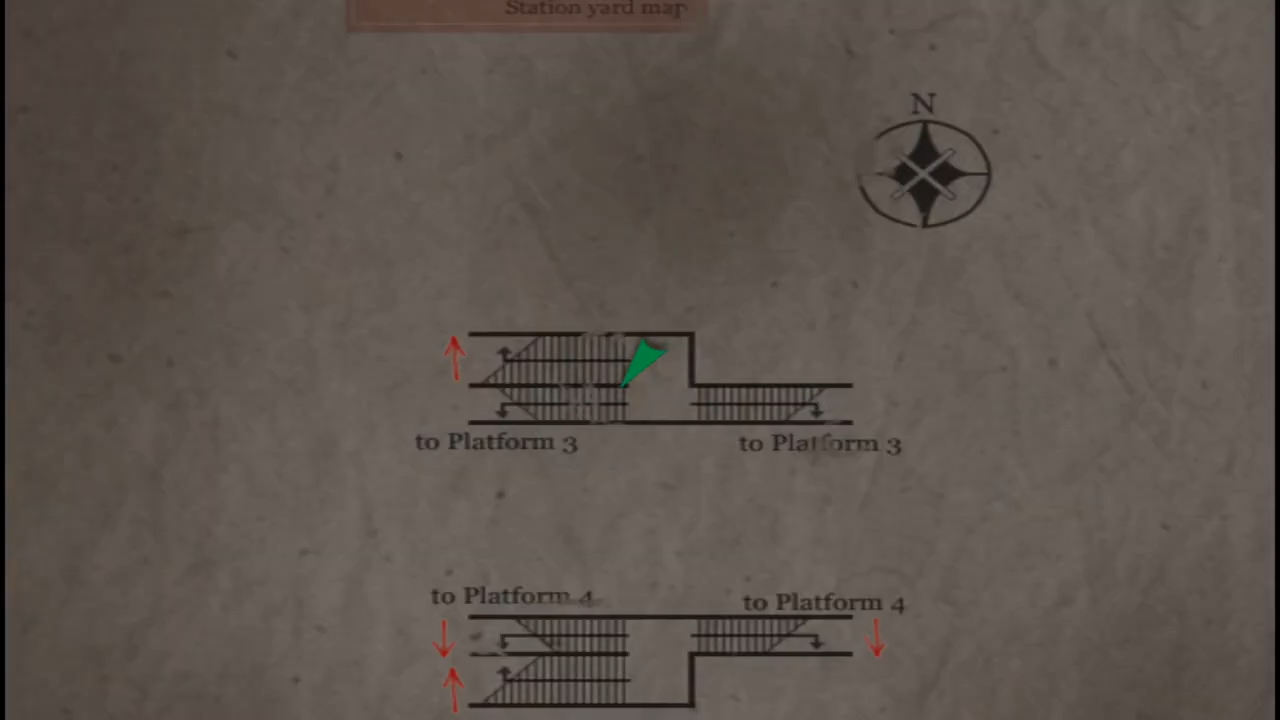 Station yard map
N
to Platform 3
to Platform 3
to Platform 4
to Platform 4